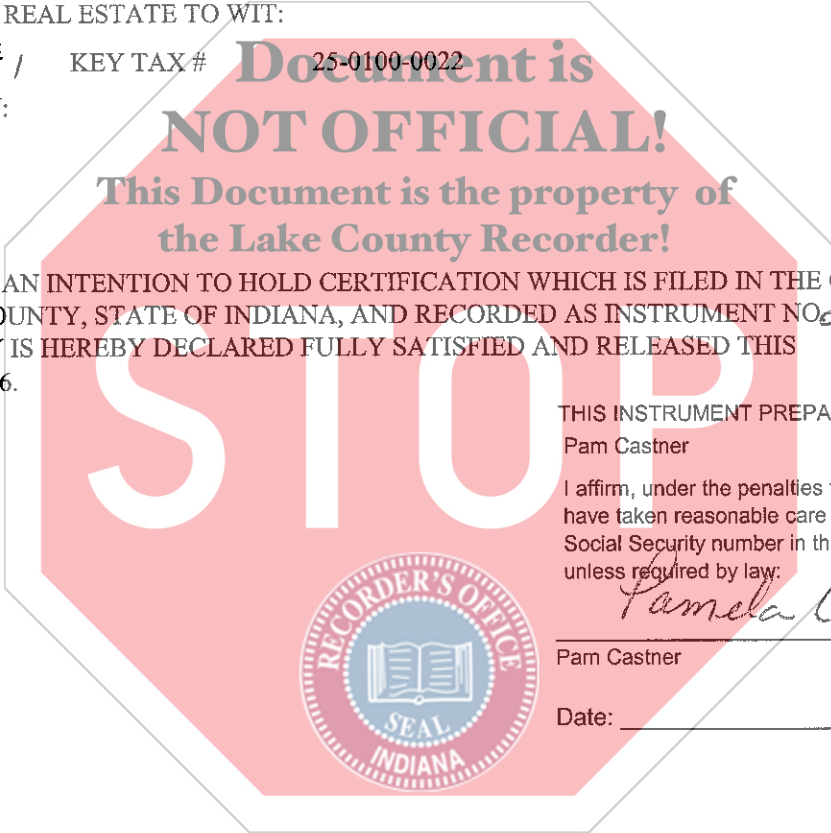 REAL ESTATE TO WIT:
/ KEY TAX # 25-0100-0022
Document is
NOT OFFICIAL!
This Document is the property of
the Lake County Recorder!
AN INTENTION TO HOLD CERTIFICATION WHICH IS FILED IN THE
OUNTY, STATE OF INDIANA, AND RECORDED AS INSTRUMENT NO
IS HEREBY DECLARED FULLY SATISFIED AND RELEASED THIS
6.
STOP
THIS INSTRUMENT PREPA
Pam Castner
I affirm, under the penalties
have taken reasonable care
Social Security number in th
unless required by law:
Pamela C
Pam Castner
Date:
RECORDER'S OFFICE
SEAL
INDIANA